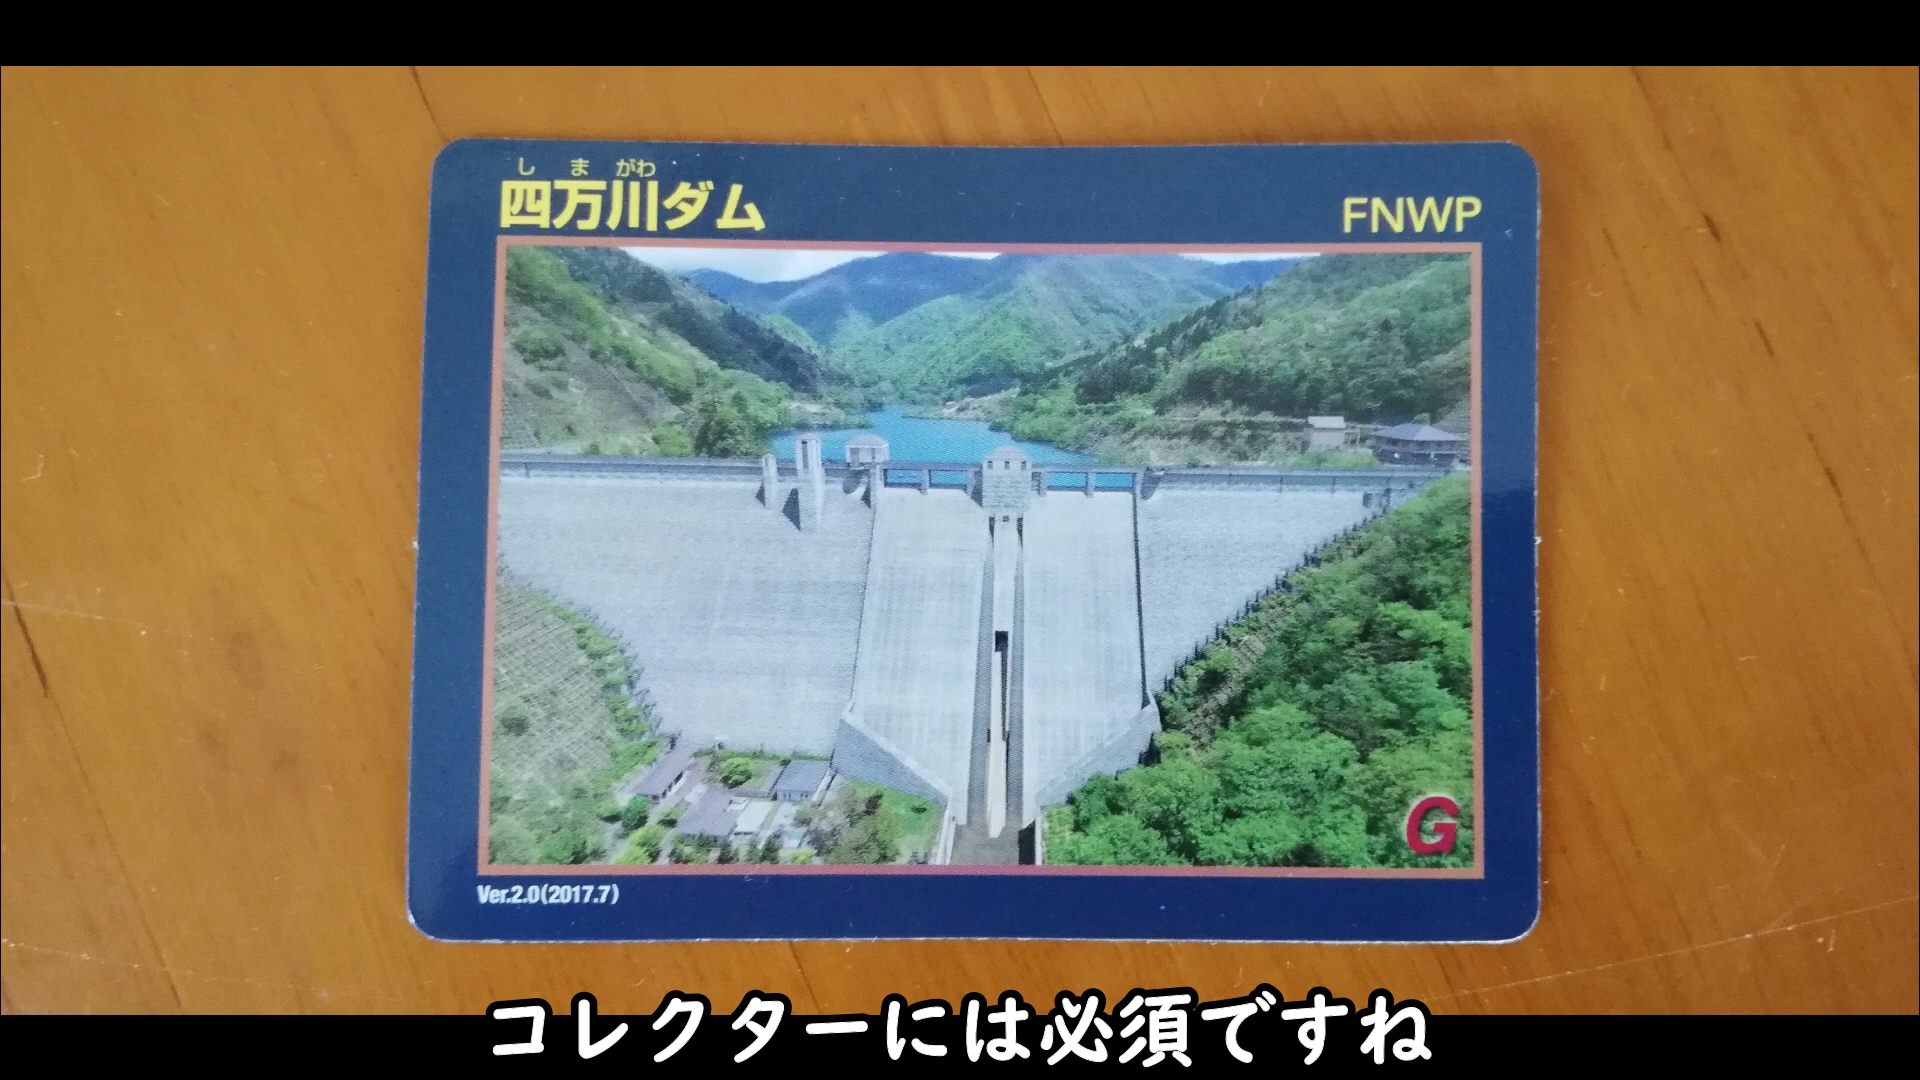 し ま がわ
四万川ダム
FNWP
G
Ver.2.0(2017.7)
コレクターには必須ですね